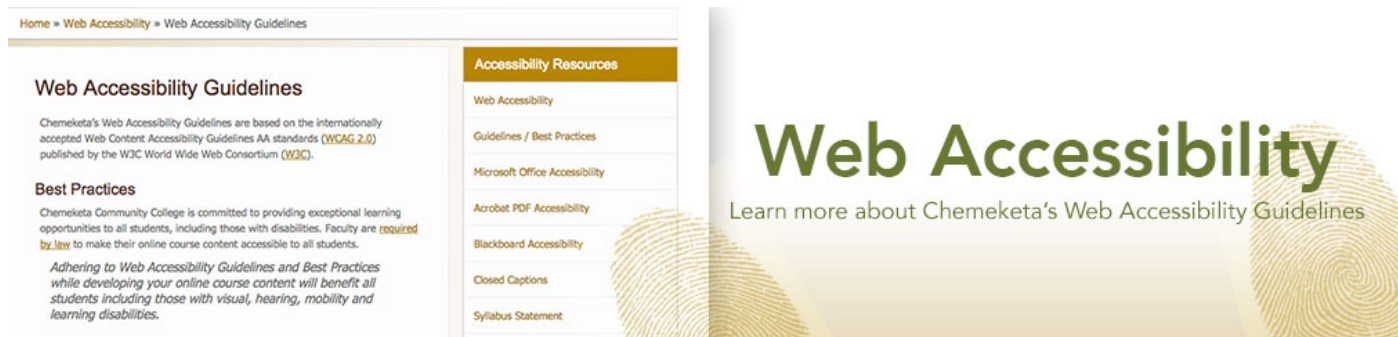 Home » Web Accessibility » Web Accessibility Guidelines
Web Accessibility Guidelines
Chemeketa's Web Accessibility Guidelines are based on the internationally
accepted Web Content Accessibility Guidelines AA standards (WCAG 2.0)
published by the W3C World Wide Web Consortium (W3C).
Best Practices
Chemeketa Community College is committed to providing exceptional learning
opportunities to all students, including those with disabilities. Faculty are required
by law to make their online course content accessible to all students.
Adhering to Web Accessibility Guidelines and Best Practices
while developing your online course content will benefit all
students including those with visual, hearing, mobility and
learning disabilities.
Accessibility Resources
Web Accessibility
Guidelines / Best Practices
Microsoft Office Accessibility
Acrobat PDF Accessibility
Blackboard Accessibility
Closed Captions
Syllabus Statement
Web Accessibility
Learn more about Chemeketa's Web Accessibility Guidelines